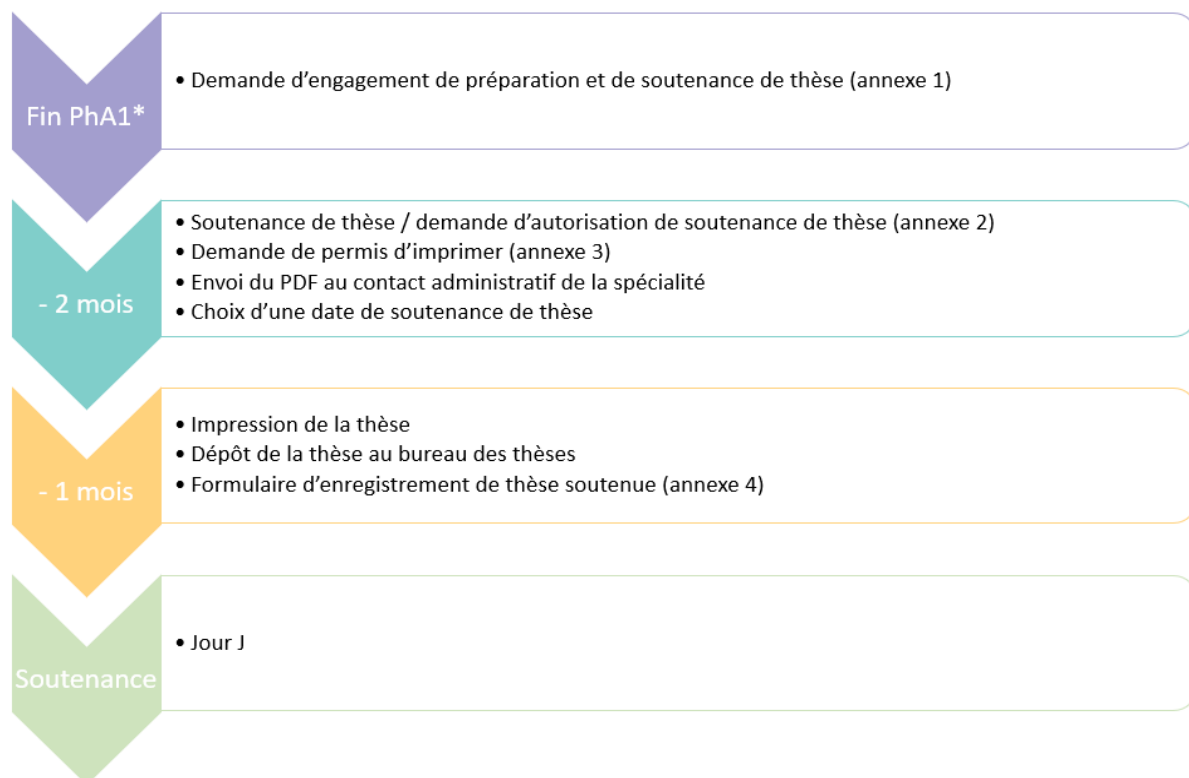 Fin PhA1*
• Demande d’engagement de préparation et de soutenance de thèse (annexe 1)
- 2 mois
• Soutenance de thèse / demande d’autorisation de soutenance de thèse (annexe 2)
• Demande de permis d’imprimer (annexe 3)
• Envoi du PDF au contact administratif de la spécialité
• Choix d’une date de soutenance de thèse
- 1 mois
• Impression de la thèse
• Dépôt de la thèse au bureau des thèses
• Formulaire d’enregistrement de thèse soutenue (annexe 4)
Soutenance
• Jour J